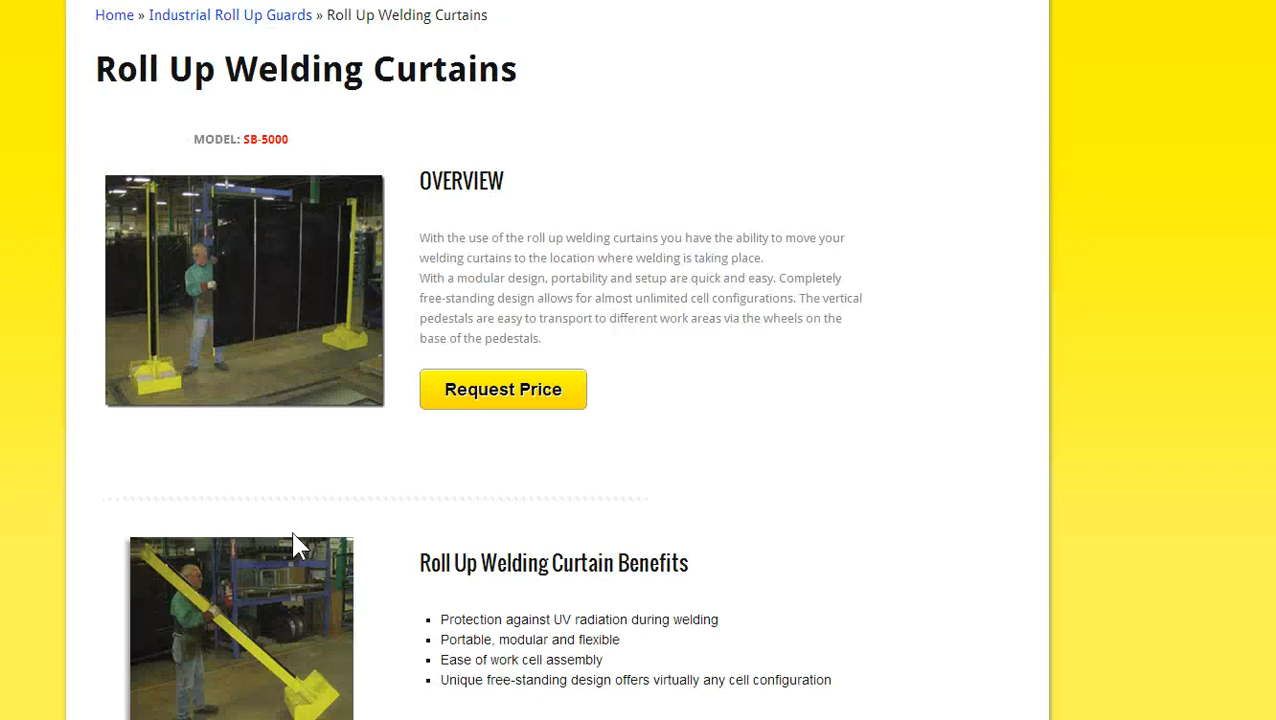 Home » Industrial Roll Up Guards » Roll Up Welding Curtains
Roll Up Welding Curtains
MODEL: SB-5000
OVERVIEW
With the use of the roll up welding curtains you have the ability to move your
welding curtains to the location where welding is taking place.
With a modular design, portability and setup are quick and easy. Completely
free-standing design allows for almost unlimited cell configurations. The vertical
pedestals are easy to transport to different work areas via the wheels on the
base of the pedestals.
Request Price
Roll Up Welding Curtain Benefits
Protection against UV radiation during welding
Portable, modular and flexible
Ease of work cell assembly
Unique free-standing design offers virtually any cell configuration